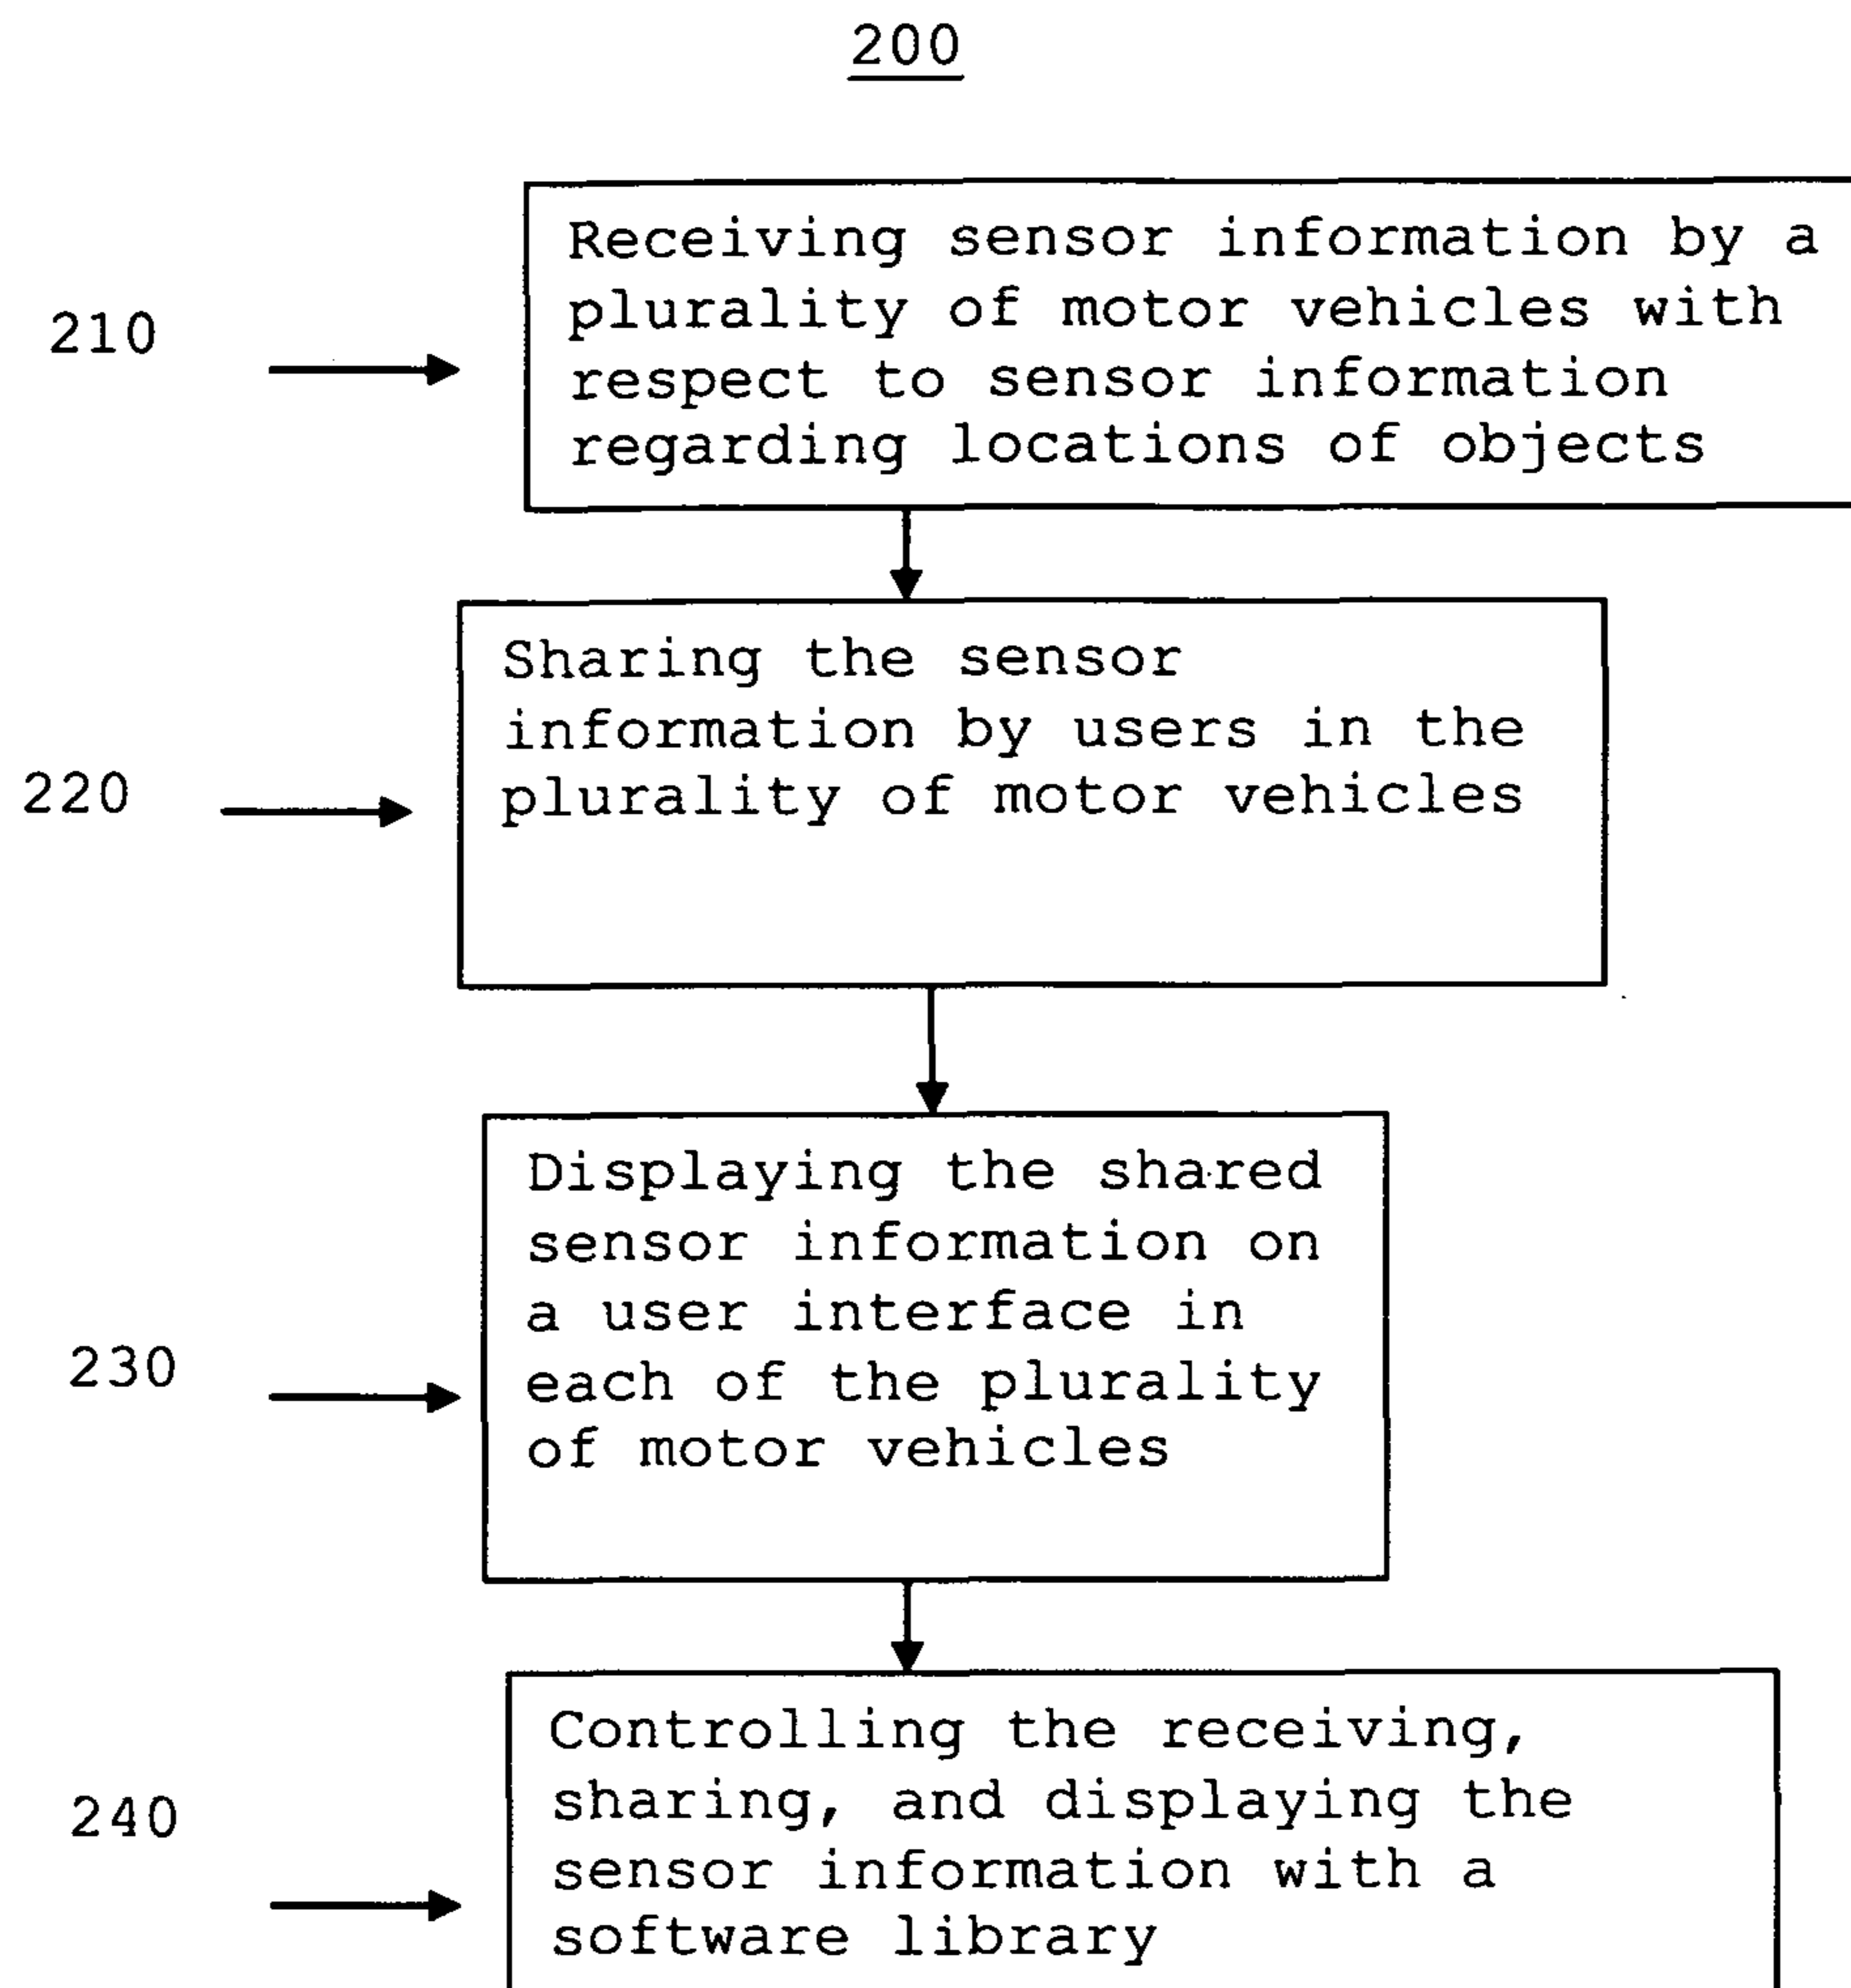 200
210
Receiving sensor information by a
plurality of motor vehicles with
respect to sensor information
regarding locations of objects
220
Sharing the sensor
information by users in the
plurality of motor vehicles
230
Displaying the shared
sensor information on
a user interface in
each of the plurality
of motor vehicles
240
Controlling the receiving,
sharing, and displaying the
sensor information with a
software library